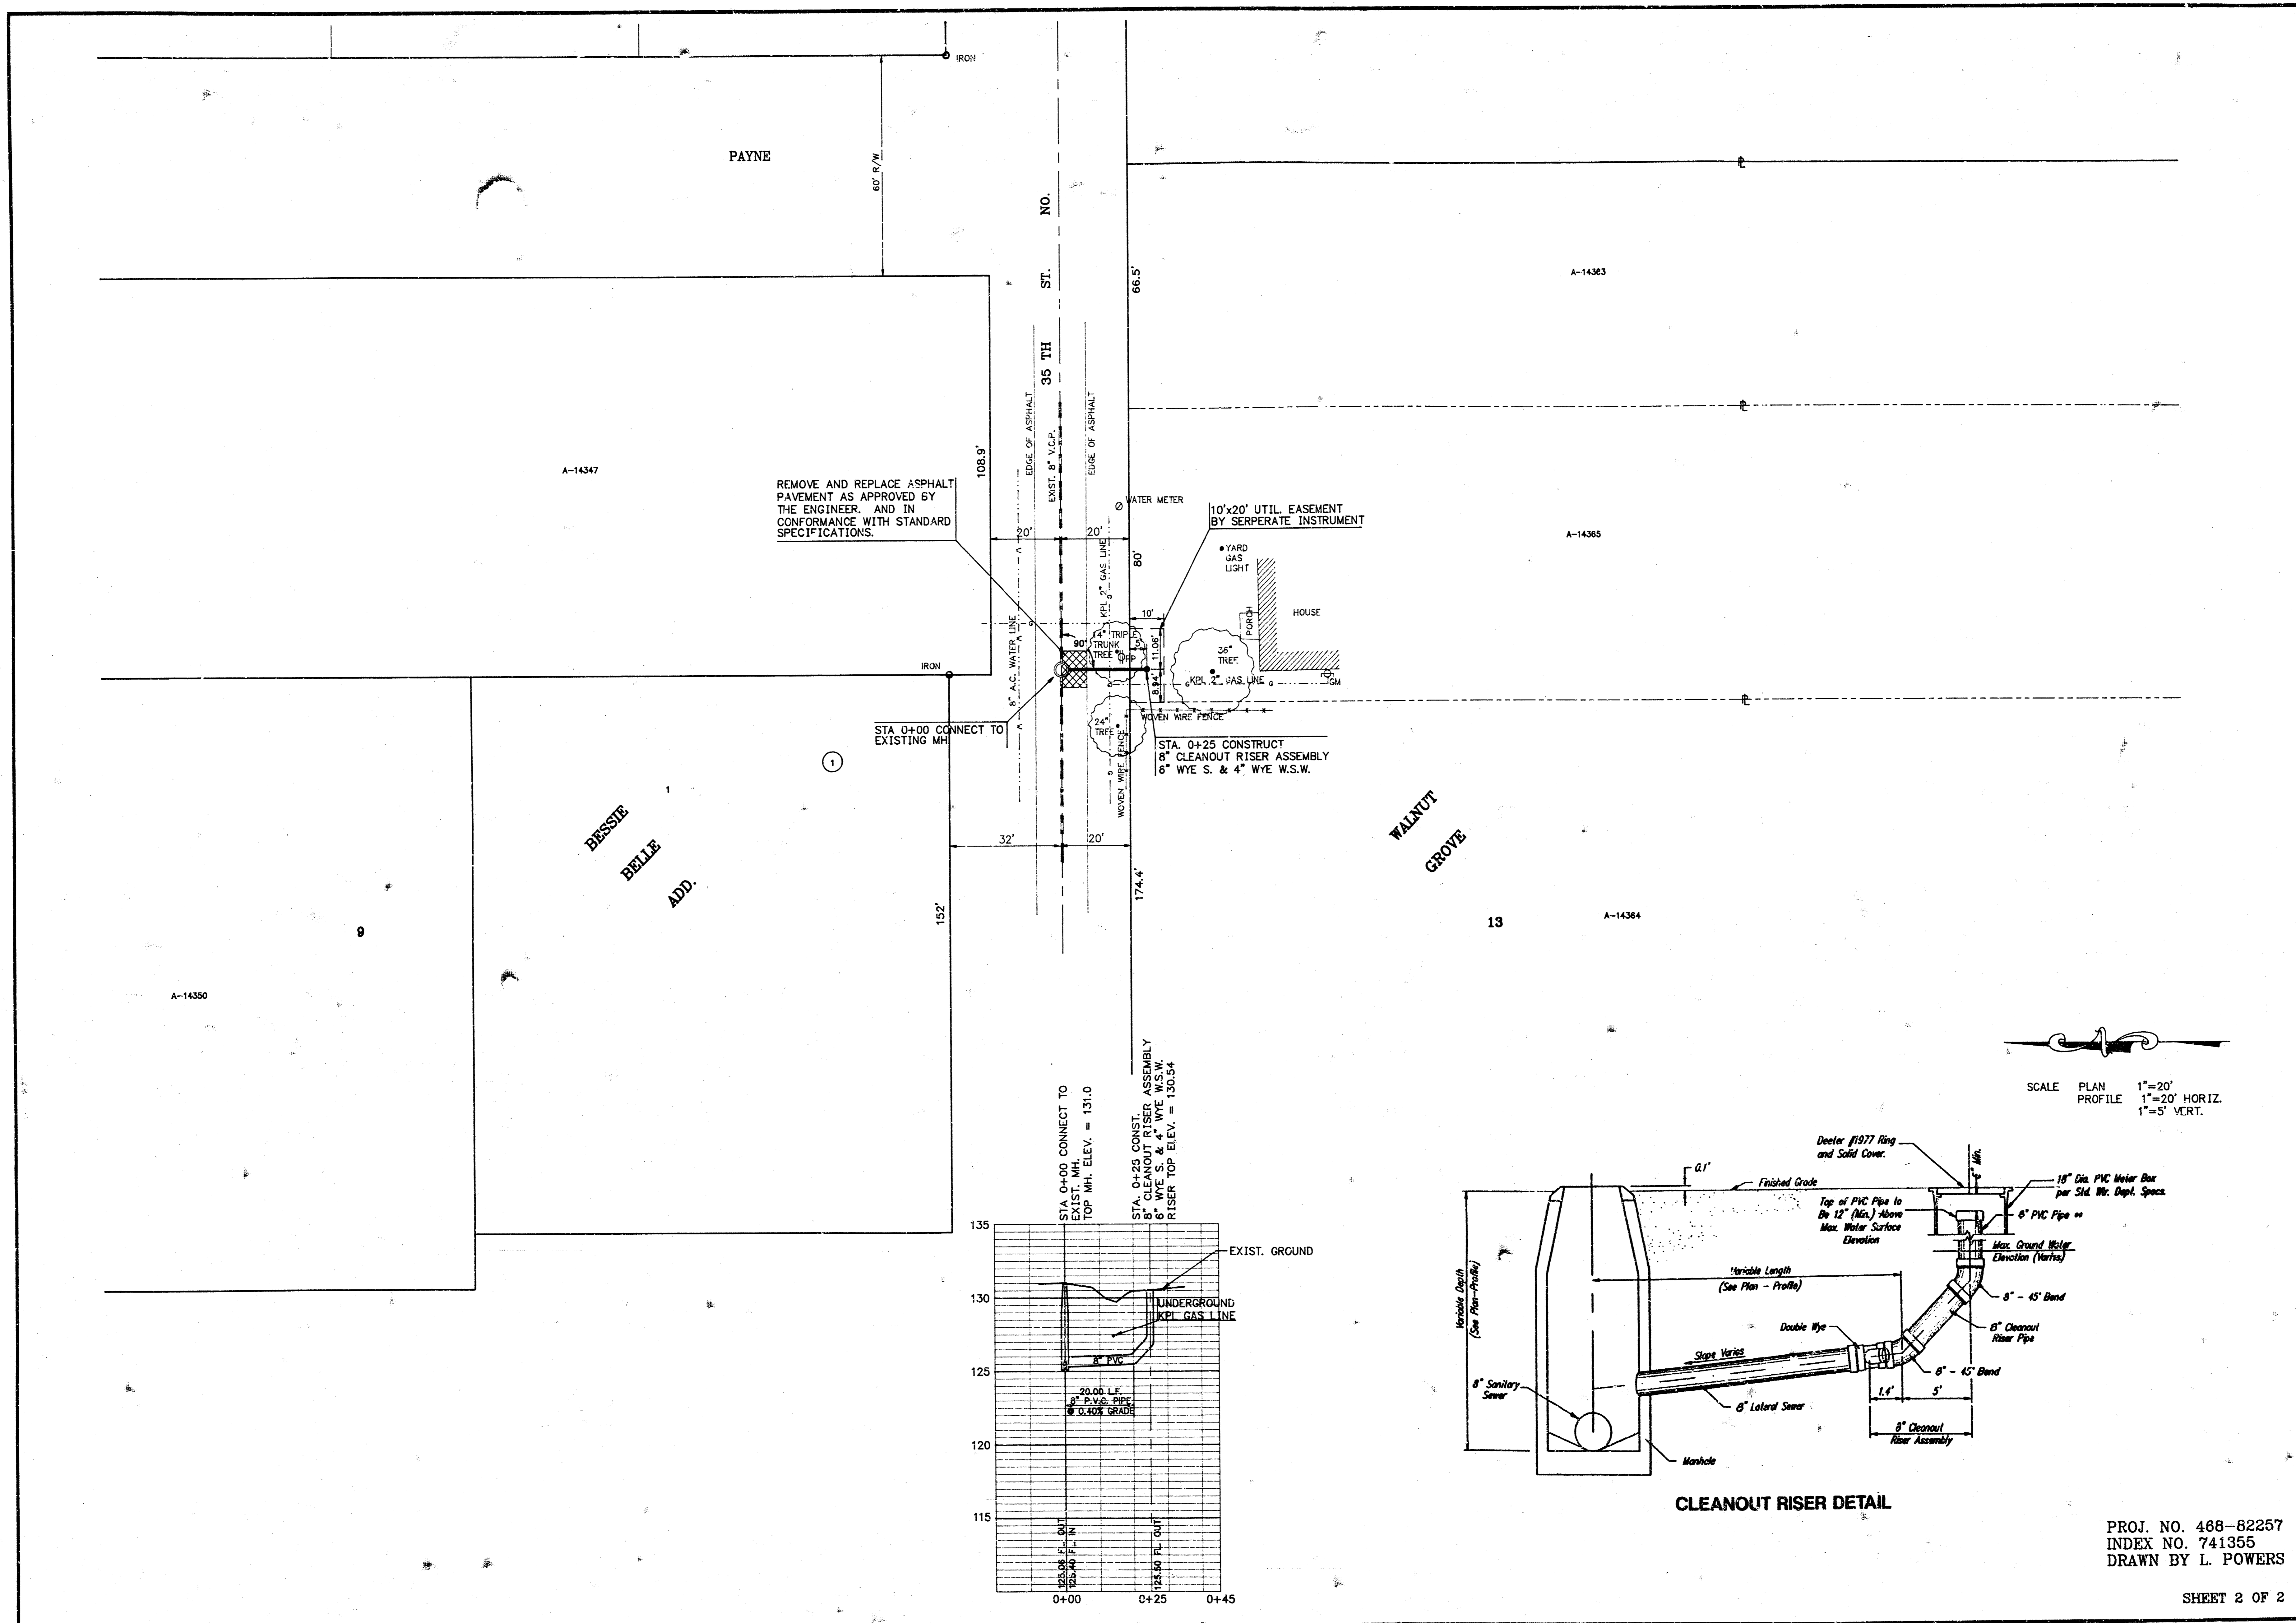 IRON
PAYNE
60' R/W
35 TH ST. NO.
66.5'
A-14363
A-14347
108.9'
EDGE OF ASPHALT
EXIST. 8" V.C.P.
EDGE OF ASPHALT
REMOVE AND REPLACE ASPHALT
PAVEMENT AS APPROVED BY
THE ENGINEER. AND IN
CONFORMANCE WITH STANDARD
SPECIFICATIONS.
WATER METER
10'x20' UTIL. EASEMENT
BY SERPERATE INSTRUMENT
A-14365
20'
20'
80'
KPL 2" GAS LINE
YARD
GAS
LIGHT
HOUSE
PORCH
10'
5'
11.06'
8.94'
90°
14" TRIPLE
TRUNK
TREE
PP
36"
TREE
KPL 2" GAS LINE
GM
8" A.C. WATER LINE
IRON
STA 0+00 CONNECT TO
EXISTING MH
24"
TREE
WOVEN WIRE FENCE
WOVEN WIRE FENCE
STA. 0+25 CONSTRUCT
8" CLEANOUT RISER ASSEMBLY
6" WYE S. & 4" WYE W.S.W.
1
1
BESSIE
BELLE
ADD.
32'
20'
152'
174.4'
WALNUT
GROVE
13
A-14364
9
A-14350
SCALE PLAN 1"=20'
PROFILE 1"=20' HORIZ.
1"=5' VERT.
STA 0+00 CONNECT TO
EXIST. MH.
TOP MH. ELEV. = 131.0
STA. 0+25 CONST.
8" CLEANOUT RISER ASSEMBLY
6" WYE S. & 4" WYE W.S.W.
RISER TOP ELEV. = 130.54
135
130
125
120
115
EXIST. GROUND
UNDERGROUND
KPL GAS LINE
8" PVC
20.00 L.F.
8" P.V.C. PIPE
@ 0.40% GRADE
125.06 FL. OUT
125.40 FL. IN
125.50 FL. OUT
0+00
0+25
0+45
Deeter #1977 Ring
and Solid Cover.
6" Min.
0.1'
Finished Grade
18" Dia. PVC Meter Box
per Std. Wtr. Dept. Specs.
Top of PVC Pipe to
Be 12" (Min.) Above
Max. Water Surface
Elevation
8" PVC Pipe **
Max. Ground Water
Elevation (Varies)
Variable Depth
(See Plan-Profile)
Variable Length
(See Plan - Profile)
8" - 45° Bend
8" Cleanout
Riser Pipe
Double Wye
Slope Varies
8" - 45° Bend
8" Sanitary
Sewer
8" Lateral Sewer
1.4'
5'
8" Cleanout
Riser Assembly
Manhole
CLEANOUT RISER DETAIL
PROJ. NO. 468-82257
INDEX NO. 741355
DRAWN BY L. POWERS
SHEET 2 OF 2